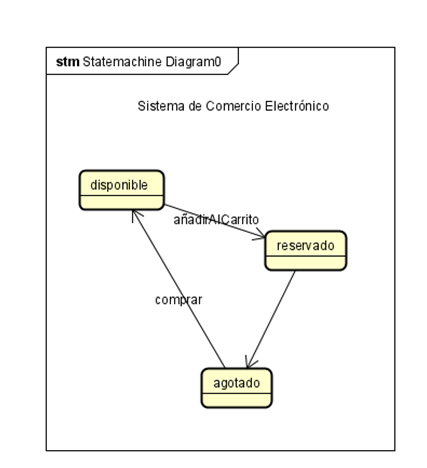 stm Statemachine Diagram0
Sistema de Comercio Electrónico
disponible
añadirAlCarrito
reservado
comprar
agotado